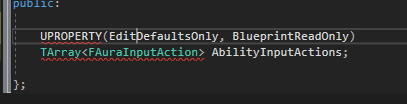 public:
UPROPERTY(EditDefaultsOnly, BlueprintReadOnly)
TArray<FAuraInputAction> AbilityInputActions;
};